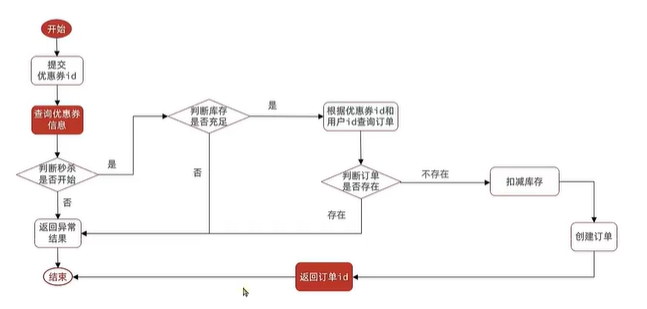 开始
提交
优惠券id
查询优惠券
信息
判断秒杀
是否开始
是
否
返回异常
结果
结束
判断库存
是否充足
是
否
根据优惠券id和
用户id查询订单
判断订单
是否存在
不存在
存在
扣减库存
创建订单
返回订单id